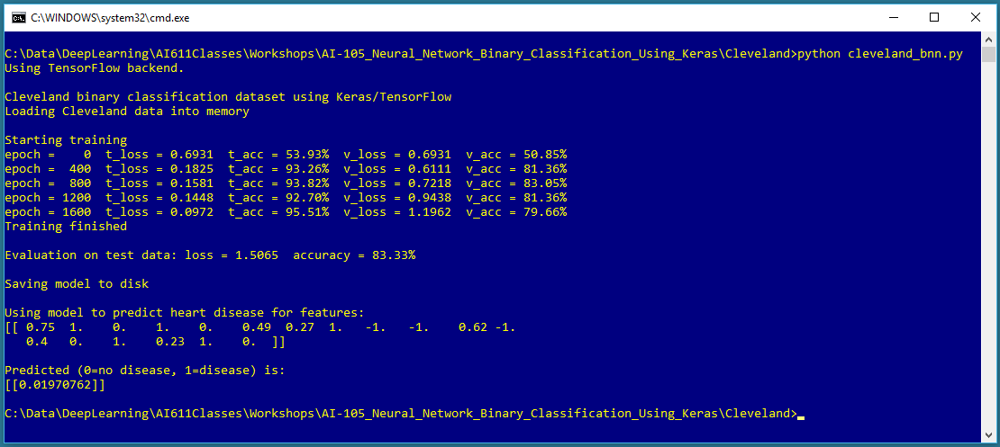 C:\WINDOWS\system32\cmd.exe
C:\Data\DeepLearning\AI611Classes\Workshops\AI-105_Neural_Network_Binary_Classification_Using_Keras\Cleveland>python cleveland_bnn.py
Using TensorFlow backend.
Cleveland binary classification dataset using Keras/TensorFlow
Loading Cleveland data into memory
Starting training
epoch =    0  t_loss = 0.6931  t_acc = 53.93%  v_loss = 0.6931  v_acc = 50.85%
epoch =  400  t_loss = 0.1825  t_acc = 93.26%  v_loss = 0.6111  v_acc = 81.36%
epoch =  800  t_loss = 0.1581  t_acc = 93.82%  v_loss = 0.7218  v_acc = 83.05%
epoch = 1200  t_loss = 0.1448  t_acc = 92.70%  v_loss = 0.9438  v_acc = 81.36%
epoch = 1600  t_loss = 0.0972  t_acc = 95.51%  v_loss = 1.1962  v_acc = 79.66%
Training finished
Evaluation on test data: loss = 1.5065  accuracy = 83.33%
Saving model to disk
Using model to predict heart disease for features:
[[ 0.75  1.    0.    1.    0.    0.49  0.27  1.   -1.   -1.    0.62 -1.
   0.4   0.    1.    0.23  1.    0.  ]]
Predicted (0=no disease, 1=disease) is:
[[0.01970762]]
C:\Data\DeepLearning\AI611Classes\Workshops\AI-105_Neural_Network_Binary_Classification_Using_Keras\Cleveland>